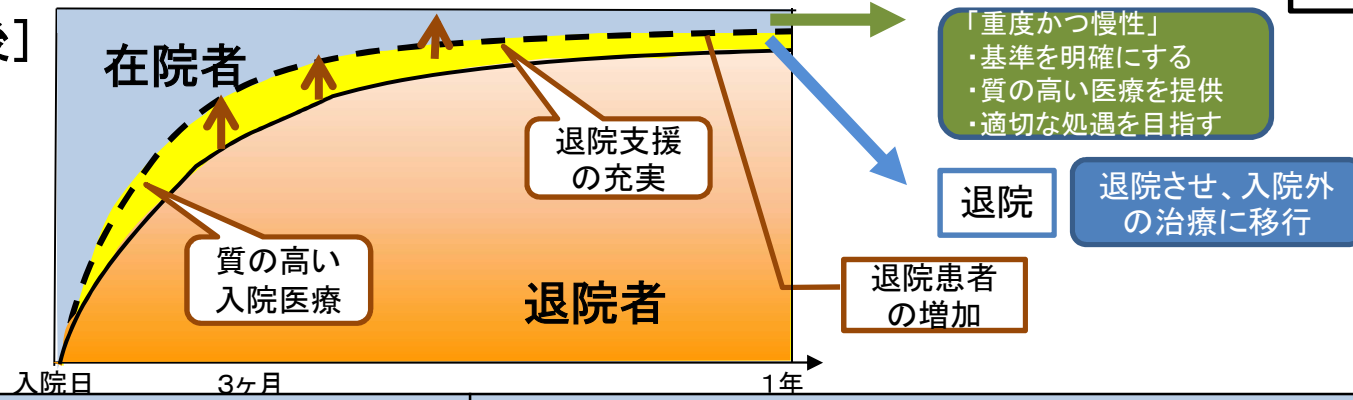 後]
在院者
「重度かつ慢性」
・基準を明確にする
・質の高い医療を提供
・適切な処遇を目指す
退院支援
の充実
退院
退院させ、入院外
の治療に移行
質の高い
入院医療
退院者
退院患者
の増加
入院日
3ヶ月
1年